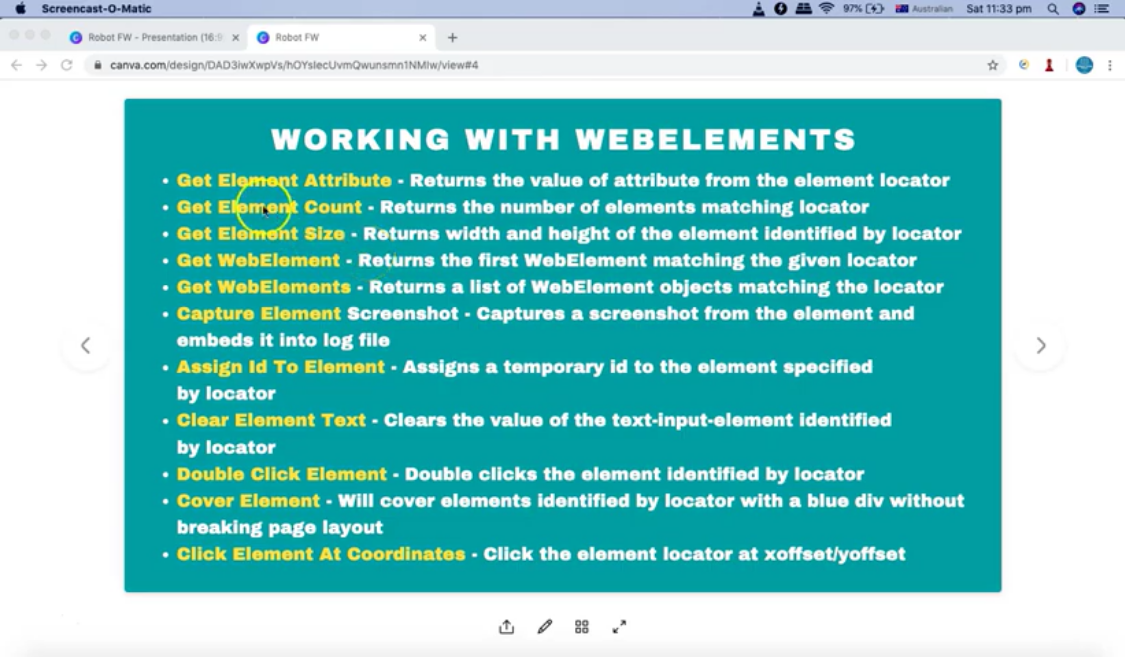 Screencast-O-Matic
97%
Australian
Sat 11:33 pm
Robot FW - Presentation (16:9
Robot FW
canva.com/design/DAD3iwXwpVs/hOYsIecUvmQwunsmn1NMIw/view#4
WORKING WITH WEBELEMENTS
• Get Element Attribute - Returns the value of attribute from the element locator
• Get Element Count - Returns the number of elements matching locator
• Get Element Size - Returns width and height of the element identified by locator
• Get WebElement - Returns the first WebElement matching the given locator
• Get WebElements - Returns a list of WebElement objects matching the locator
• Capture Element Screenshot - Captures a screenshot from the element and
embeds it into log file
• Assign Id To Element - Assigns a temporary id to the element specified
by locator
• Clear Element Text - Clears the value of the text-input-element identified
by locator
• Double Click Element - Double clicks the element identified by locator
• Cover Element - Will cover elements identified by locator with a blue div without
breaking page layout
• Click Element At Coordinates - Click the element locator at xoffset/yoffset